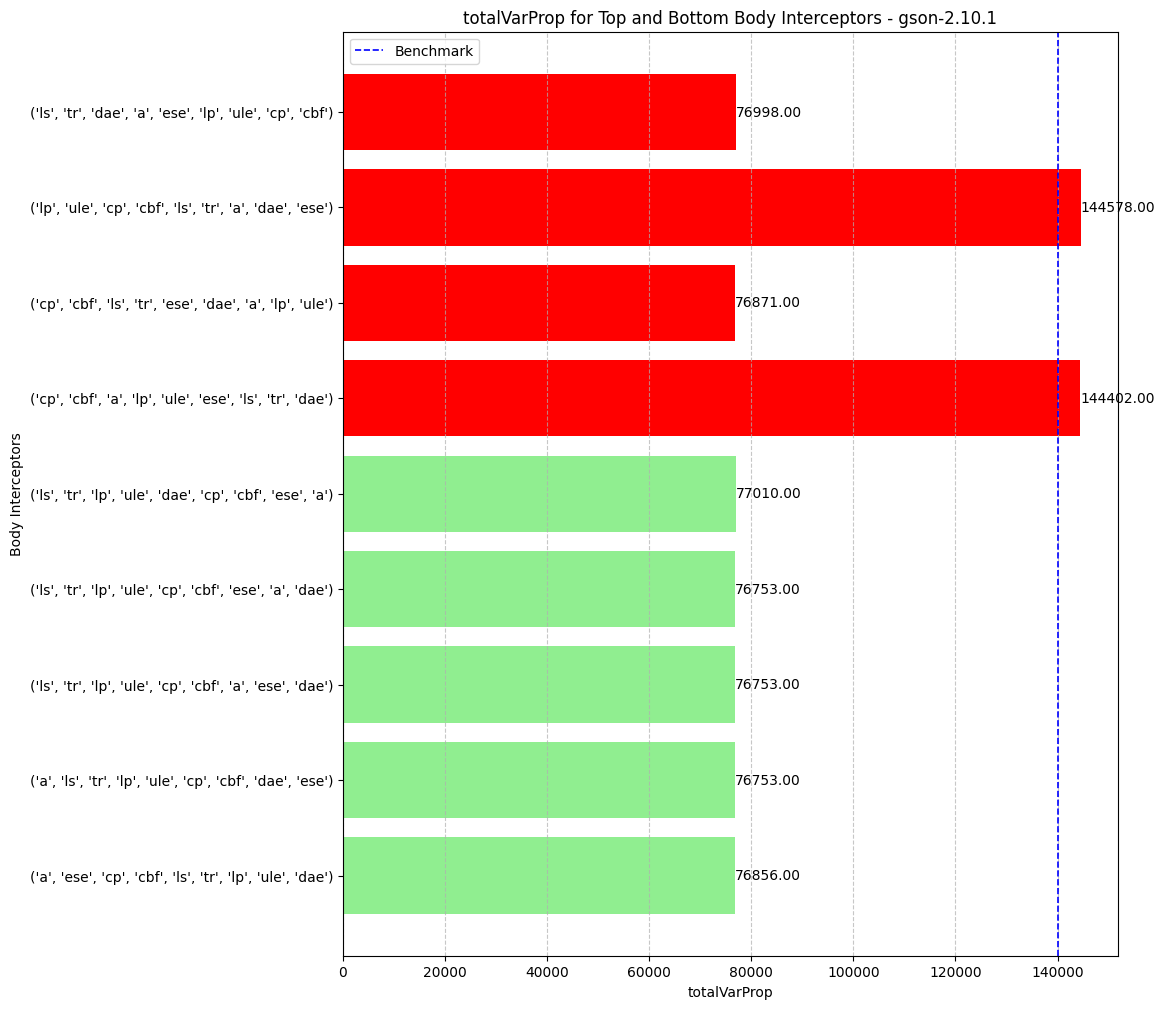 totalVarProp for Top and Bottom Body Interceptors - gson-2.10.1
Benchmark
('ls', 'tr', 'dae', 'a', 'ese', 'lp', 'ule', 'cp', 'cbf')
76998.00
('lp', 'ule', 'cp', 'cbf', 'ls', 'tr', 'a', 'dae', 'ese')
144578.00
('cp', 'cbf', 'ls', 'tr', 'ese', 'dae', 'a', 'lp', 'ule')
76871.00
('cp', 'cbf', 'a', 'lp', 'ule', 'ese', 'ls', 'tr', 'dae')
144402.00
('ls', 'tr', 'lp', 'ule', 'dae', 'cp', 'cbf', 'ese', 'a')
77010.00
('ls', 'tr', 'lp', 'ule', 'cp', 'cbf', 'ese', 'a', 'dae')
76753.00
('ls', 'tr', 'lp', 'ule', 'cp', 'cbf', 'a', 'ese', 'dae')
76753.00
('a', 'ls', 'tr', 'lp', 'ule', 'cp', 'cbf', 'dae', 'ese')
76753.00
('a', 'ese', 'cp', 'cbf', 'ls', 'tr', 'lp', 'ule', 'dae')
76856.00
Body Interceptors
0 20000 40000 60000 80000 100000 120000 140000
totalVarProp